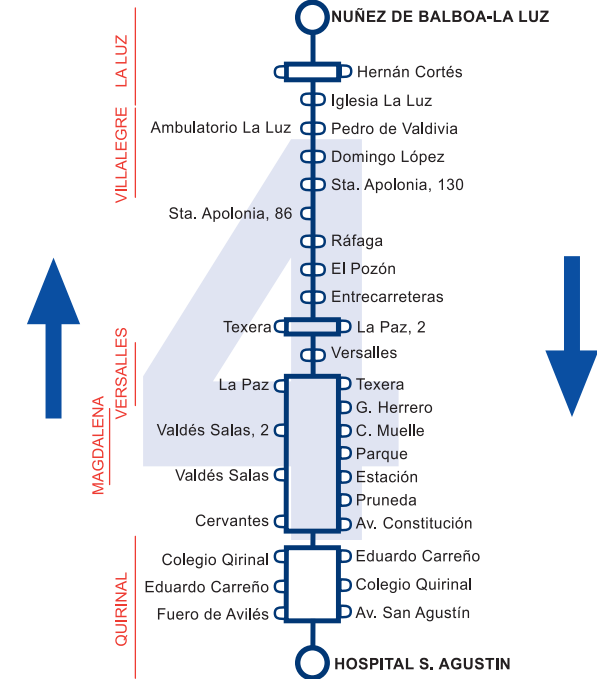 NUÑEZ DE BALBOA-LA LUZ
LA LUZ
Hernán Cortés
Iglesia La Luz
VILLALEGRE
Ambulatorio La Luz
Pedro de Valdivia
Domingo López
Sta. Apolonia, 130
Sta. Apolonia, 86
Ráfaga
El Pozón
Entrecarreteras
4
Texera
La Paz, 2
VERSALLES
Versalles
La Paz
Texera
MAGDALENA
G. Herrero
Valdés Salas, 2
C. Muelle
Parque
Valdés Salas
Estación
Pruneda
Cervantes
Av. Constitución
QUIRINAL
Colegio Qirinal
Eduardo Carreño
Eduardo Carreño
Colegio Quirinal
Fuero de Avilés
Av. San Agustín
HOSPITAL S. AGUSTIN